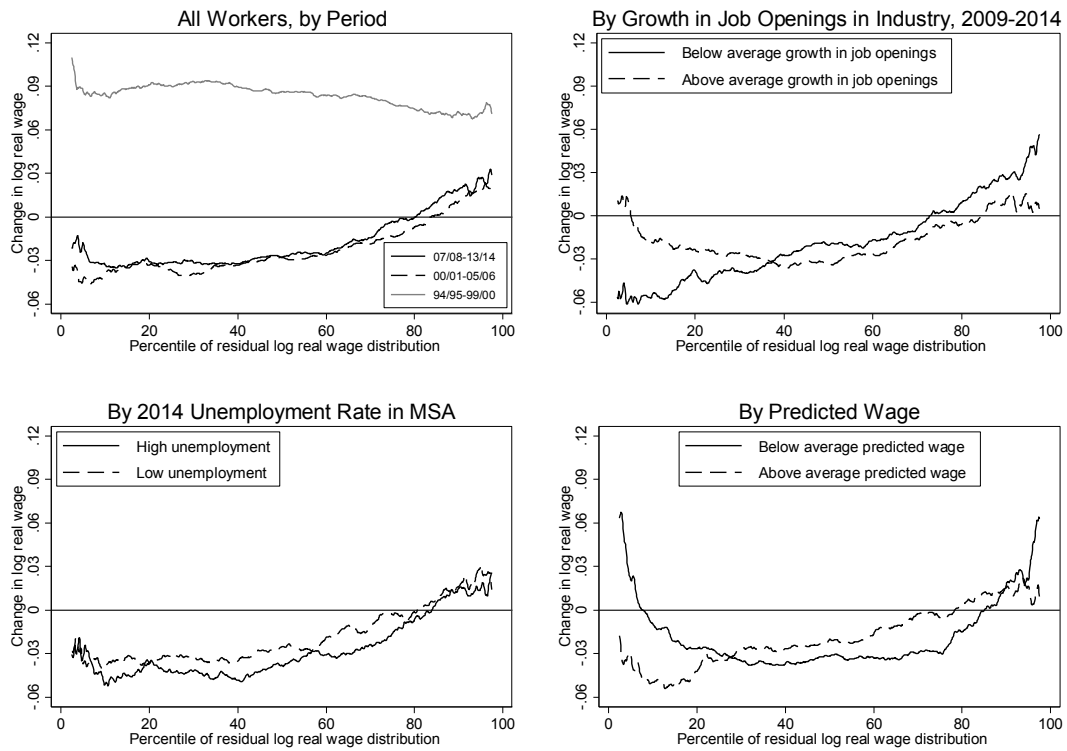 All Workers, by Period
Change in log real wage
.12
.09
.06
.03
0
-.03
-.06
07/08-13/14
00/01-05/06
94/95-99/00
0 20 40 60 80 100
Percentile of residual log real wage distribution
By Growth in Job Openings in Industry, 2009-2014
Change in log real wage
.12
.09
.06
.03
0
-.03
-.06
Below average growth in job openings
Above average growth in job openings
0 20 40 60 80 100
Percentile of residual log real wage distribution
By 2014 Unemployment Rate in MSA
Change in log real wage
.12
.09
.06
.03
0
-.03
-.06
High unemployment
Low unemployment
0 20 40 60 80 100
Percentile of residual log real wage distribution
By Predicted Wage
Change in log real wage
.12
.09
.06
.03
0
-.03
-.06
Below average predicted wage
Above average predicted wage
0 20 40 60 80 100
Percentile of residual log real wage distribution